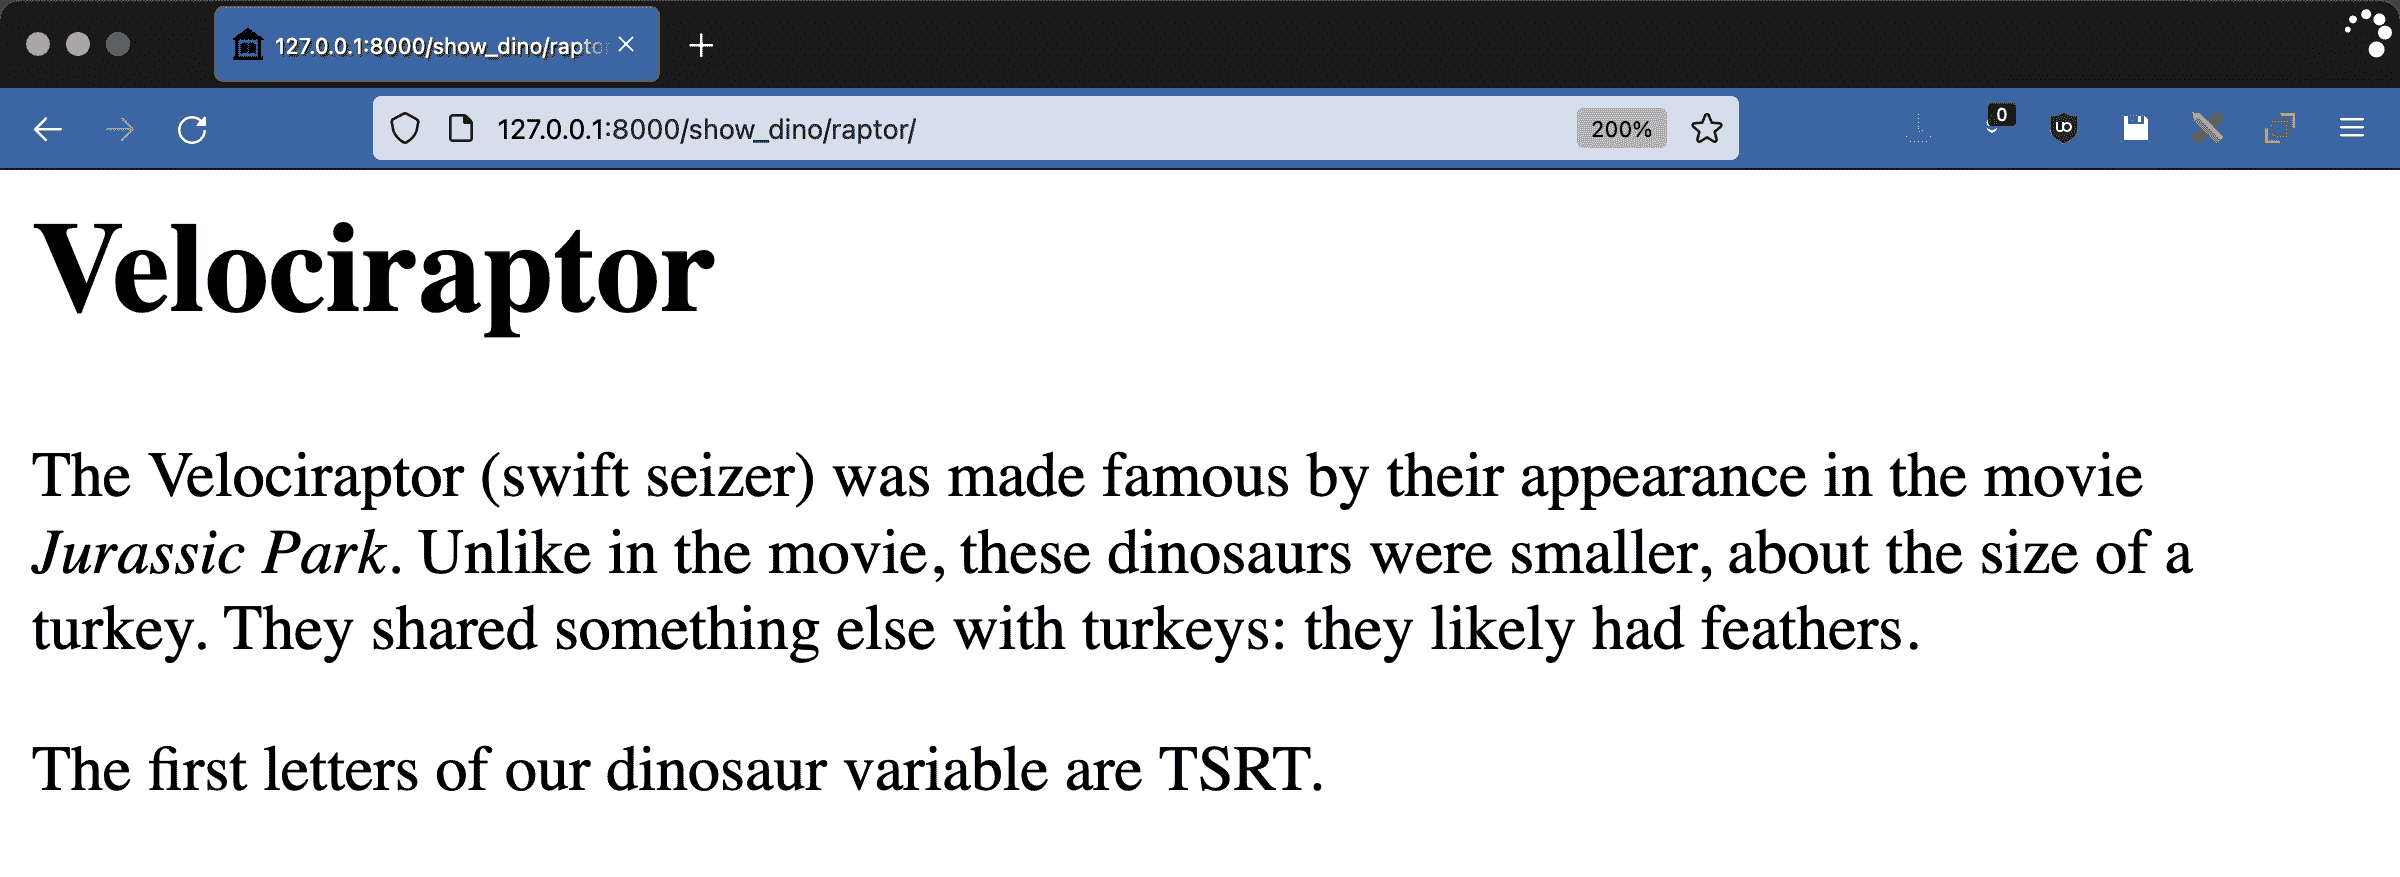 127.0.0.1:8000/show_dino/rapto
127.0.0.1:8000/show_dino/raptor/
200%
0
Velociraptor
The Velociraptor (swift seizer) was made famous by their appearance in the movie
Jurassic Park. Unlike in the movie, these dinosaurs were smaller, about the size of a
turkey. They shared something else with turkeys: they likely had feathers.
The first letters of our dinosaur variable are TSRT.